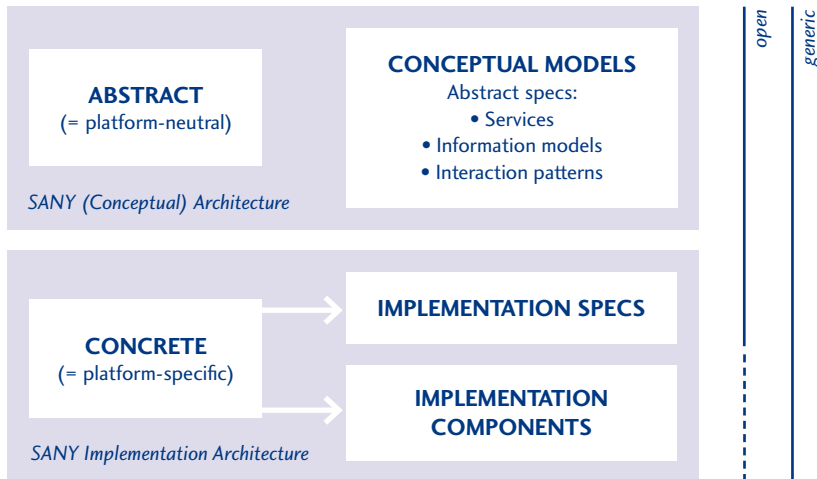 ABSTRACT
(= platform-neutral)
SANY (Conceptual) Architecture
CONCEPTUAL MODELS
Abstract specs:
• Services
• Information models
• Interaction patterns
open
generic
CONCRETE
(= platform-specific)
SANY Implementation Architecture
IMPLEMENTATION SPECS
IMPLEMENTATION
COMPONENTS